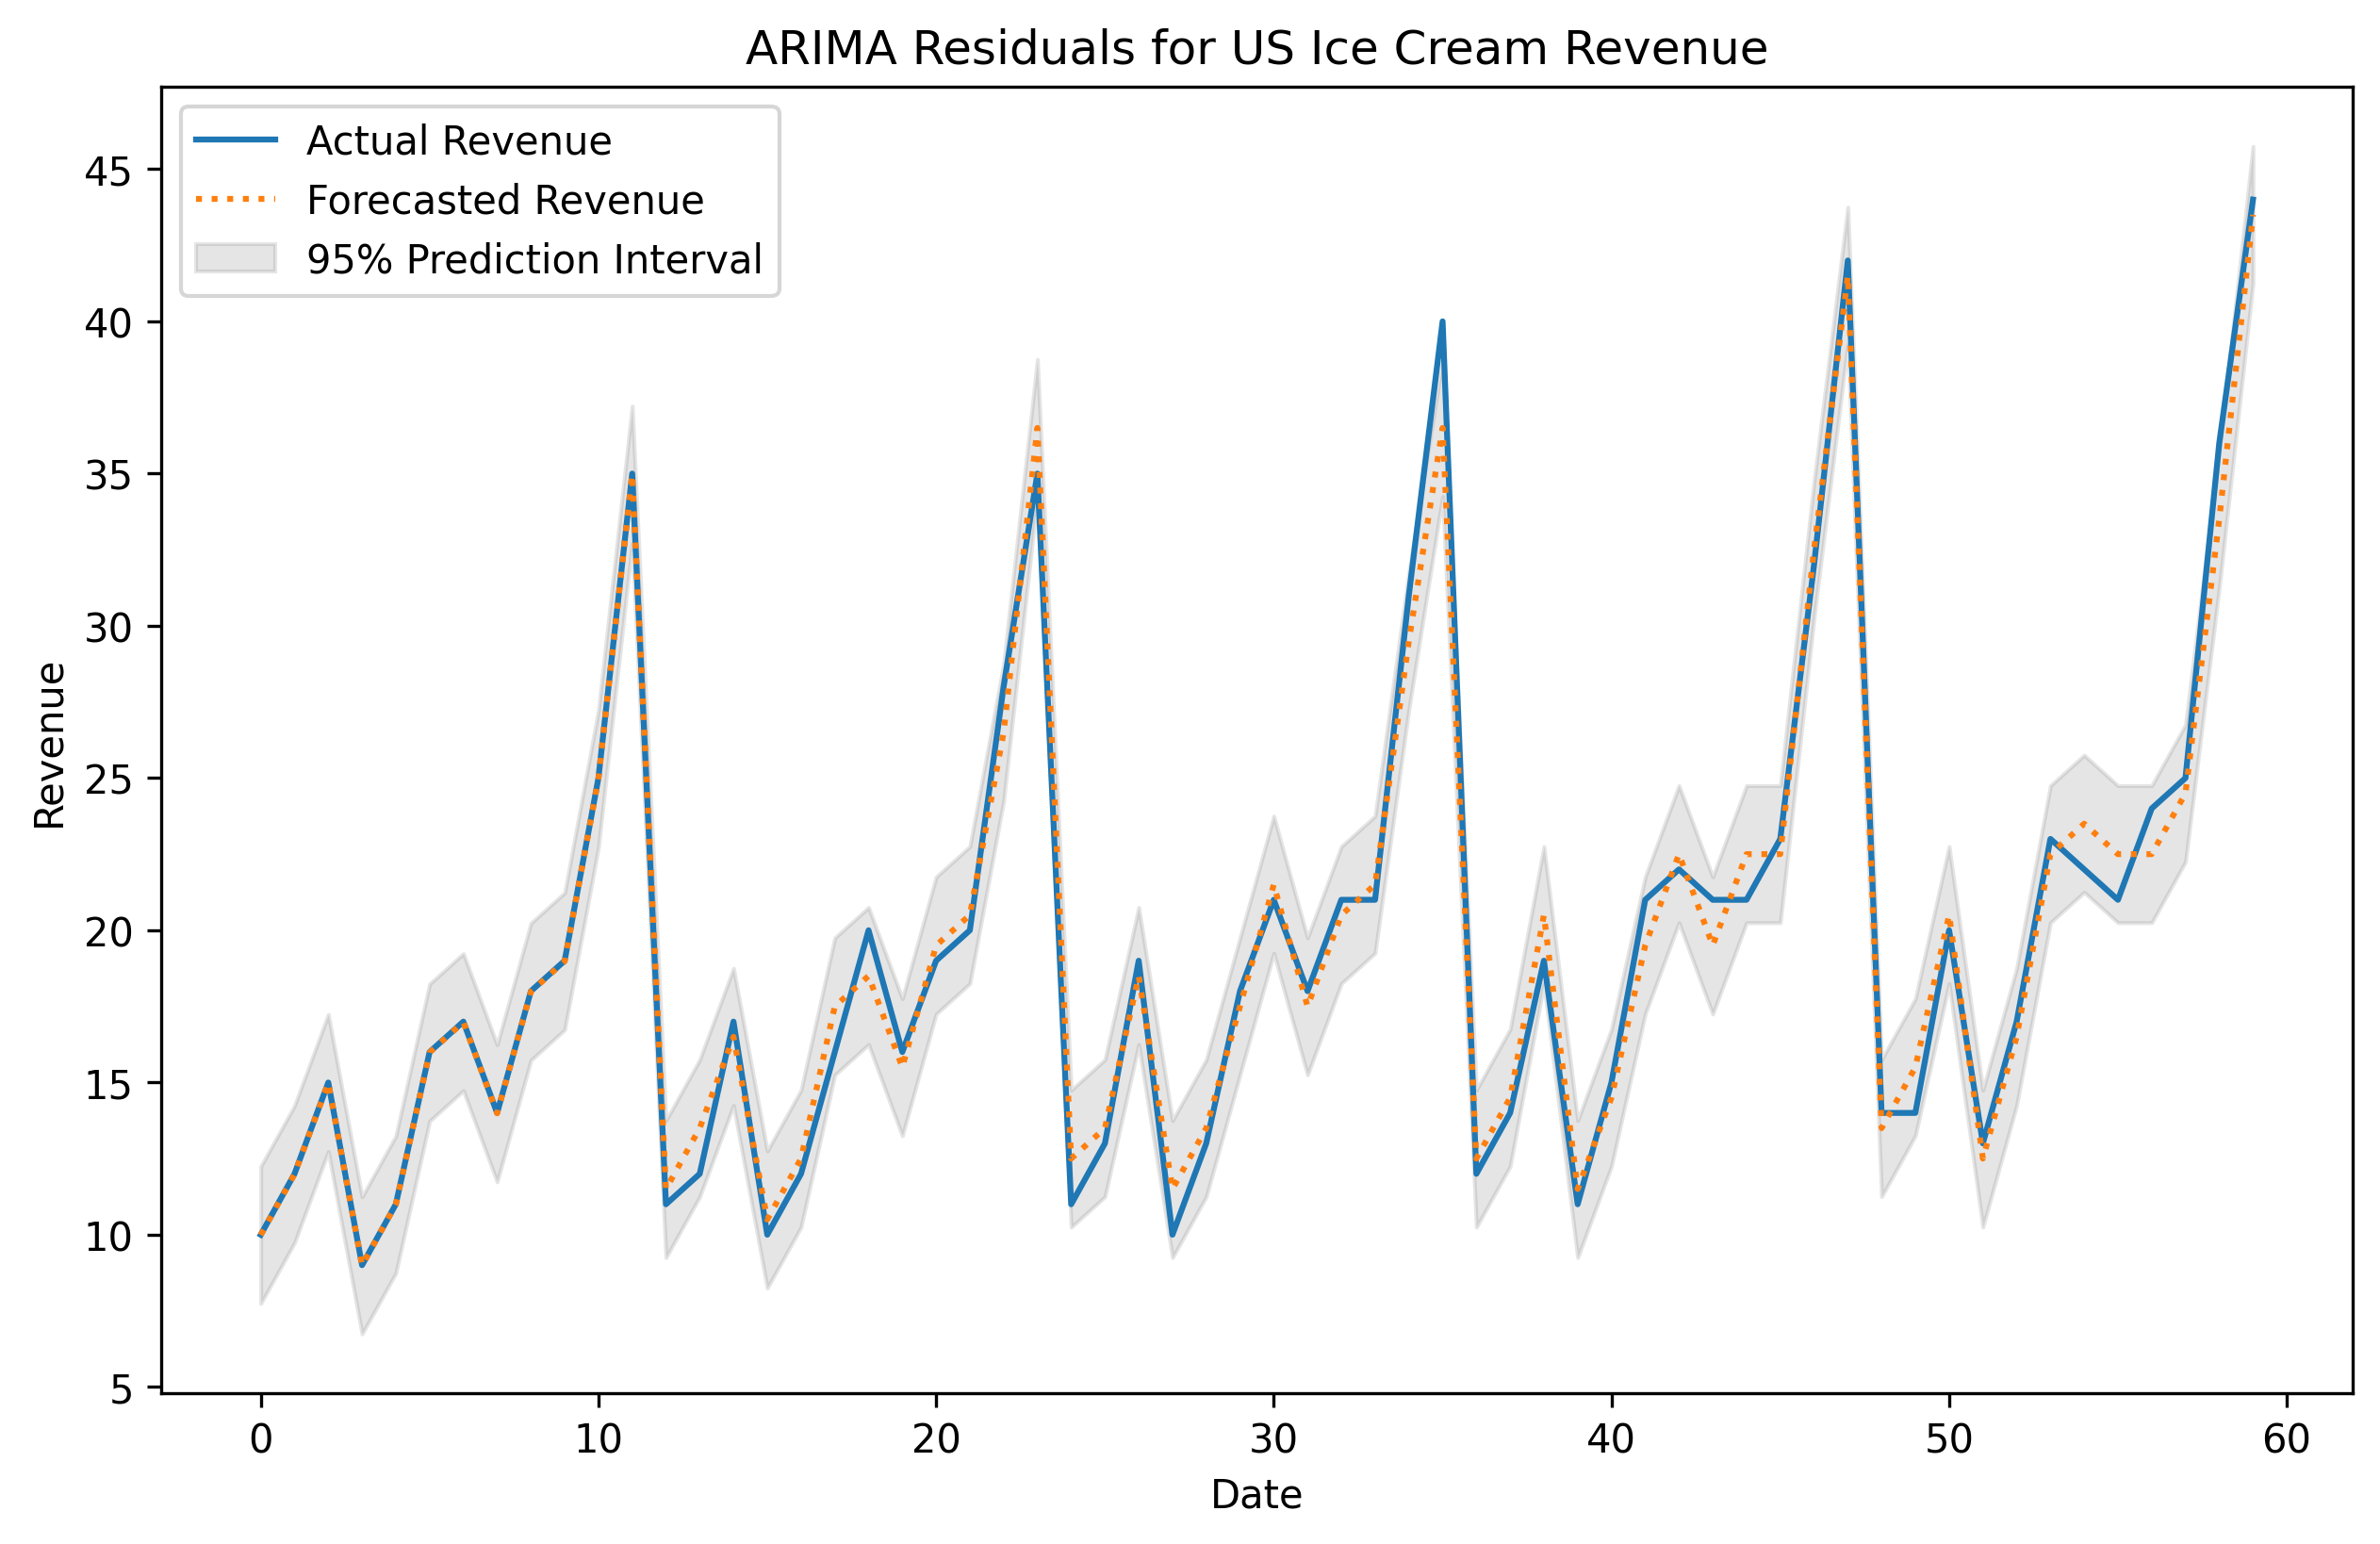 ARIMA Residuals for US Ice Cream Revenue
Actual Revenue
Forecasted Revenue
95% Prediction Interval
Revenue
45
40
35
30
25
20
15
10
5
0 10 20 30 40 50 60
Date